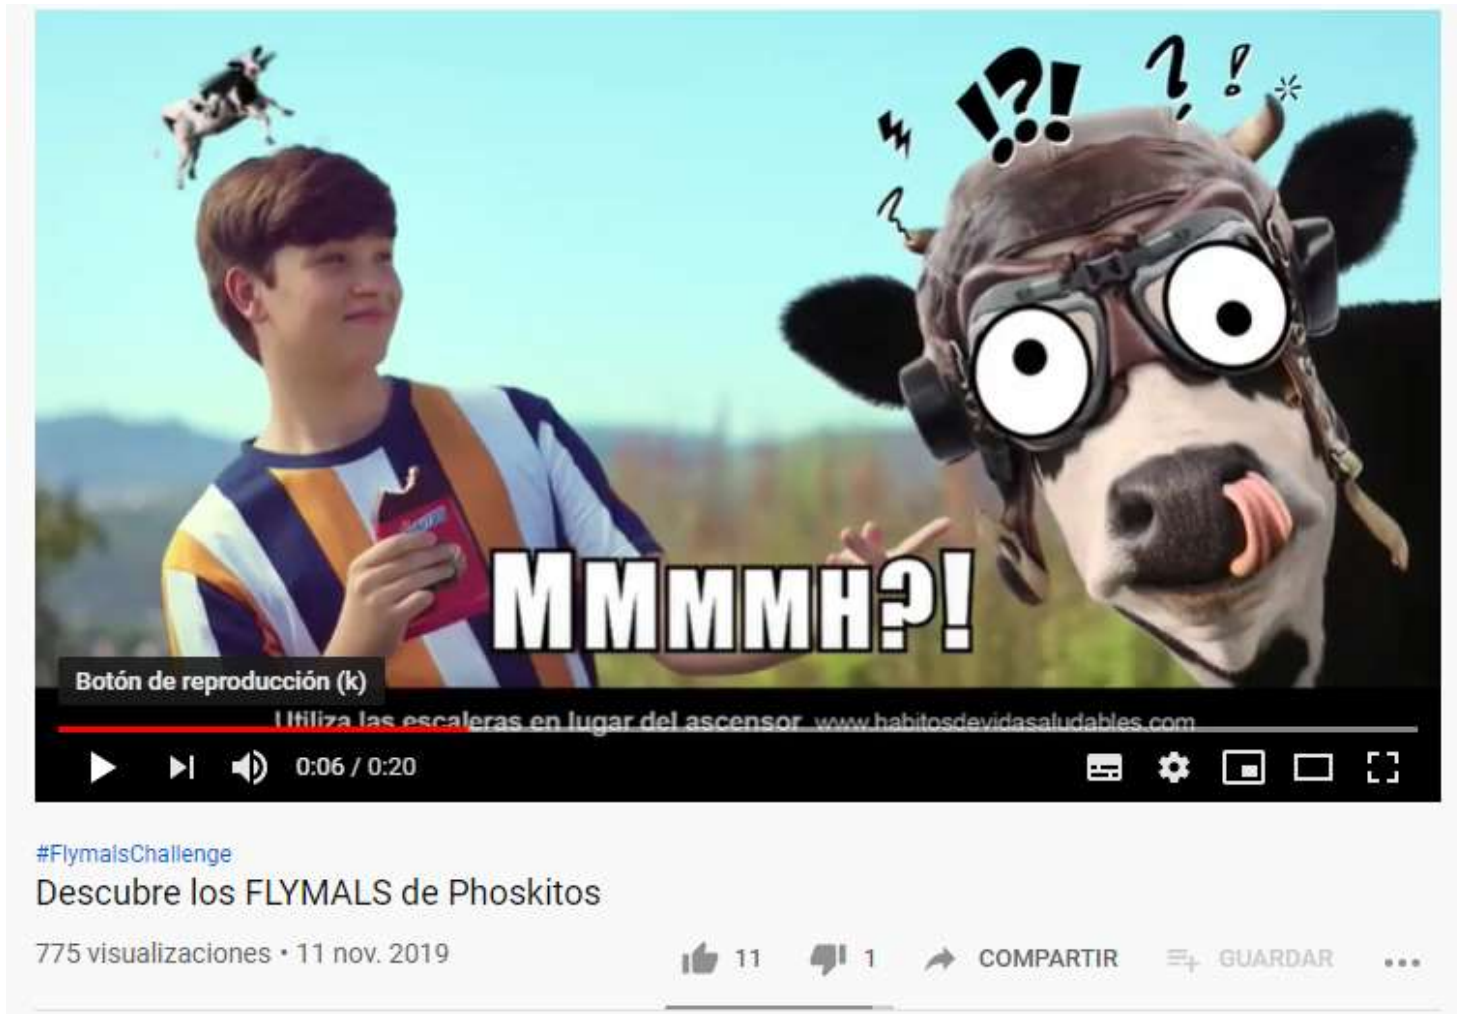 !?! ? !
MMMMH?!
Botón de reproducción (k)
Utiliza las escaleras en lugar del ascensor www.habitosdevidasaludables.com
0:06 / 0:20
#FlymalsChallenge
Descubre los FLYMALS de Phoskitos
775 visualizaciones • 11 nov. 2019
11 1 COMPARTIR GUARDAR